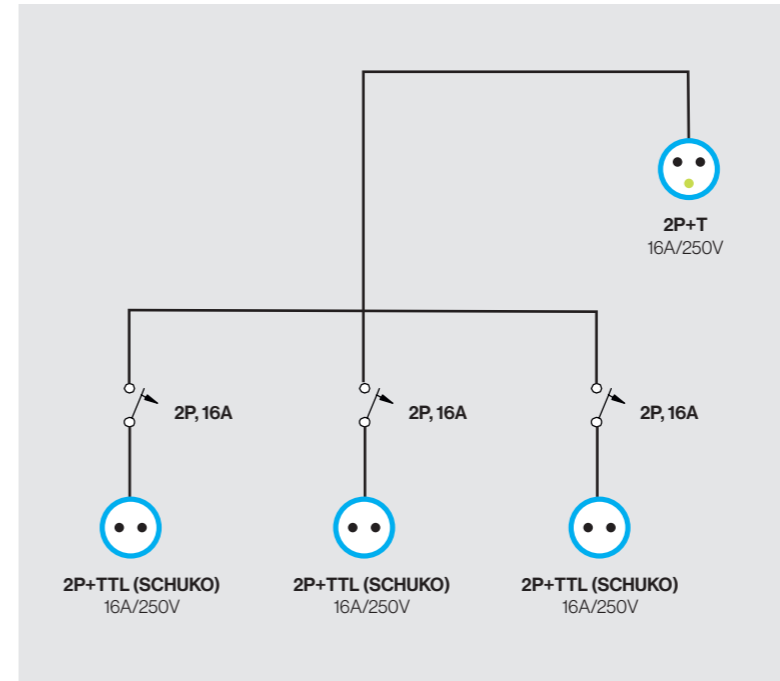 2P+T
16A/250V
2P, 16A
2P, 16A
2P, 16A
2P+TTL (SCHUKO)
16A/250V
2P+TTL (SCHUKO)
16A/250V
2P+TTL (SCHUKO)
16A/250V